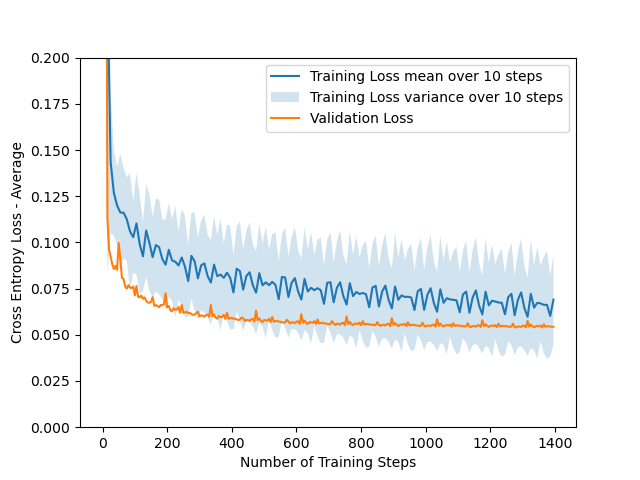 Training Loss mean over 10 steps
Training Loss variance over 10 steps
Validation Loss
Cross Entropy Loss - Average
0.200
0.175
0.150
0.125
0.100
0.075
0.050
0.025
0.000
0 200 400 600 800 1000 1200 1400
Number of Training Steps